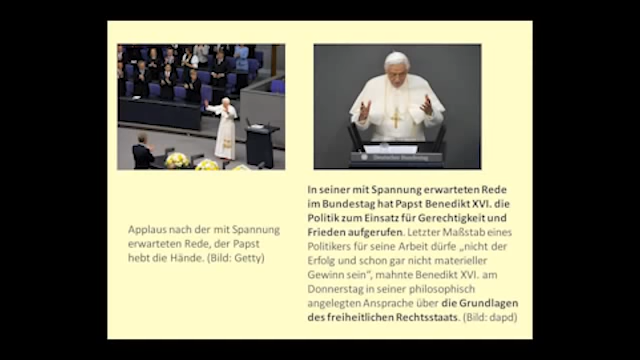 Deutscher Bundestag
Applaus nach der mit Spannung
erwarteten Rede, der Papst
hebt die Hände. (Bild: Getty)
In seiner mit Spannung erwarteten Rede
im Bundestag hat Papst Benedikt XVI. die
Politik zum Einsatz für Gerechtigkeit und
Frieden aufgerufen. Letzter Maßstab eines
Politikers für seine Arbeit dürfe „nicht der
Erfolg und schon gar nicht materieller
Gewinn sein“, mahnte Benedikt XVI. am
Donnerstag in seiner philosophisch
angelegten Ansprache über die Grundlagen
des freiheitlichen Rechtsstaats. (Bild: dapd)